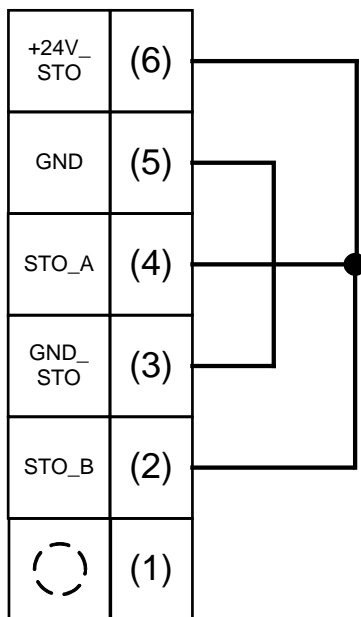 +24V_
STO
(6)
GND
(5)
STO_A
(4)
GND_
STO
(3)
STO_B
(2)
(1)